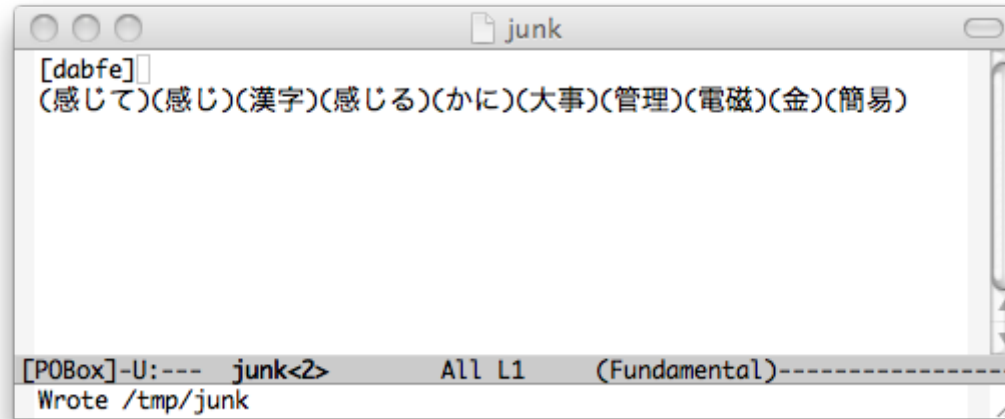 junk
[dabfe]
(感じて)(感じ)(漢字)(感じる)(かに)(大事)(管理)(電磁)(金)(簡易)
[POBox]-U:--- junk<2> All L1 (Fundamental)-----------------
Wrote /tmp/junk